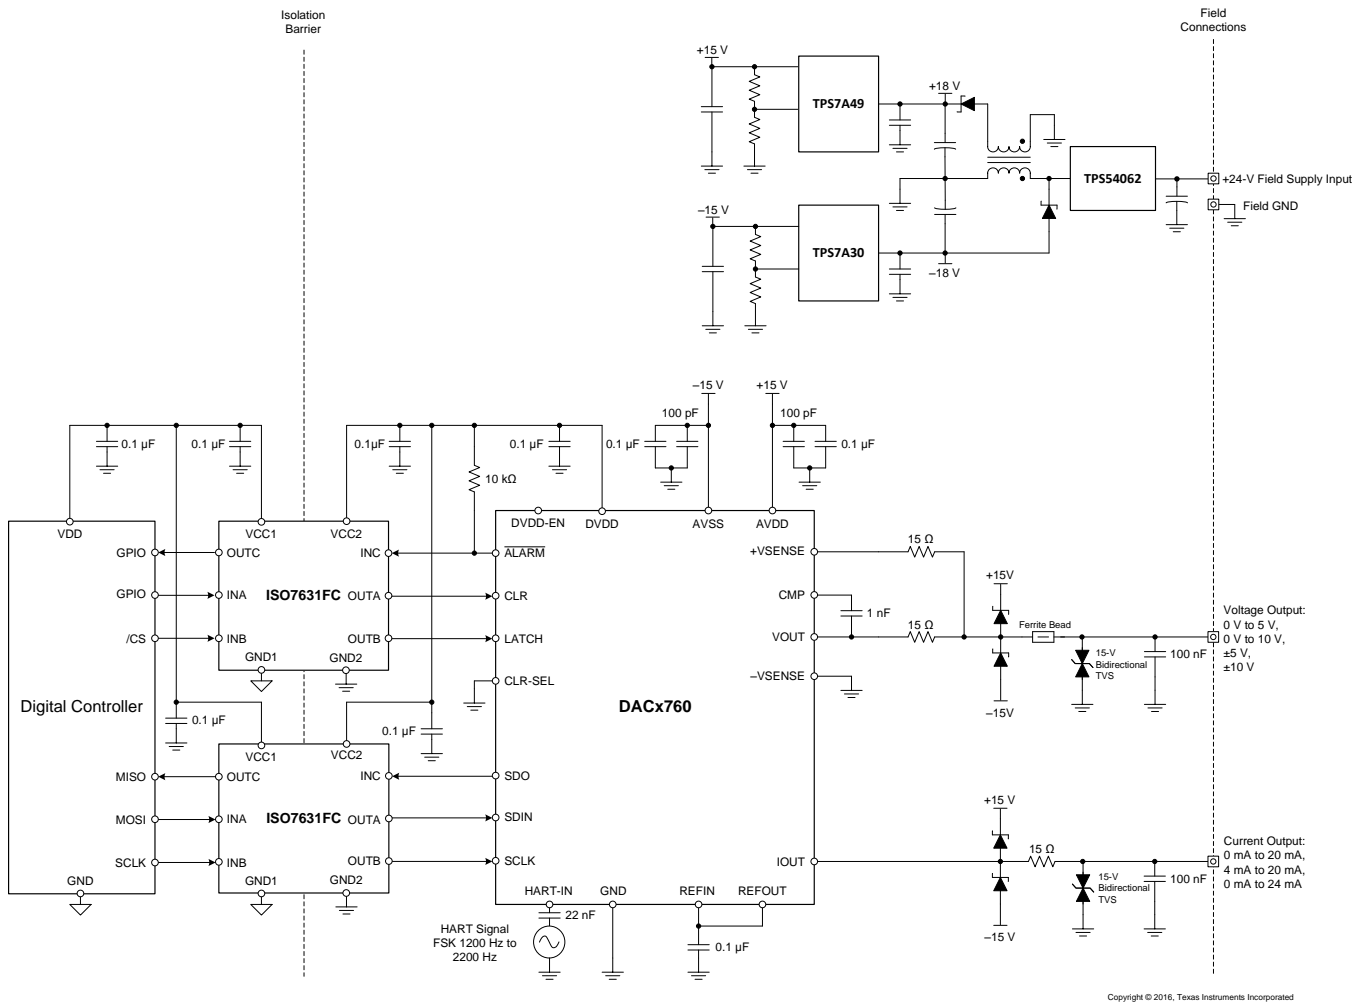 Isolation
Barrier
Field
Connections
+15 V
TPS7A49
+18 V
TPS54062
+24-V Field Supply Input
Field GND
–15 V
TPS7A30
–18 V
–15 V
+15 V
100 pF
100 pF
0.1 µF
0.1 µF
0.1µF
0.1 µF
0.1 µF
0.1 µF
10 kΩ
VDD
VCC1
VCC2
DVDD-EN
DVDD
AVSS
AVDD
GPIO
OUTC
INC
ALARM
+VSENSE
15 Ω
GPIO
INA
ISO7631FC
OUTA
CLR
CMP
1 nF
+15V
/CS
INB
OUTB
LATCH
VOUT
15 Ω
Ferrite Bead
Voltage Output:
0 V to 5 V,
0 V to 10 V,
±5 V,
±10 V
GND1
GND2
CLR-SEL
–VSENSE
15-V
Bidirectional
TVS
100 nF
–15V
Digital Controller
DACx760
0.1 µF
0.1 µF
VCC1
VCC2
MISO
OUTC
INC
SDO
MOSI
INA
ISO7631FC
OUTA
SDIN
+15 V
SCLK
INB
OUTB
SCLK
IOUT
15 Ω
Current Output:
0 mA to 20 mA,
4 mA to 20 mA,
0 mA to 24 mA
GND
GND1
GND2
HART-IN
GND
REFIN
REFOUT
15-V
Bidirectional
TVS
100 nF
–15 V
22 nF
HART Signal
FSK 1200 Hz to
2200 Hz
0.1 µF
Copyright © 2016, Texas Instruments Incorporated